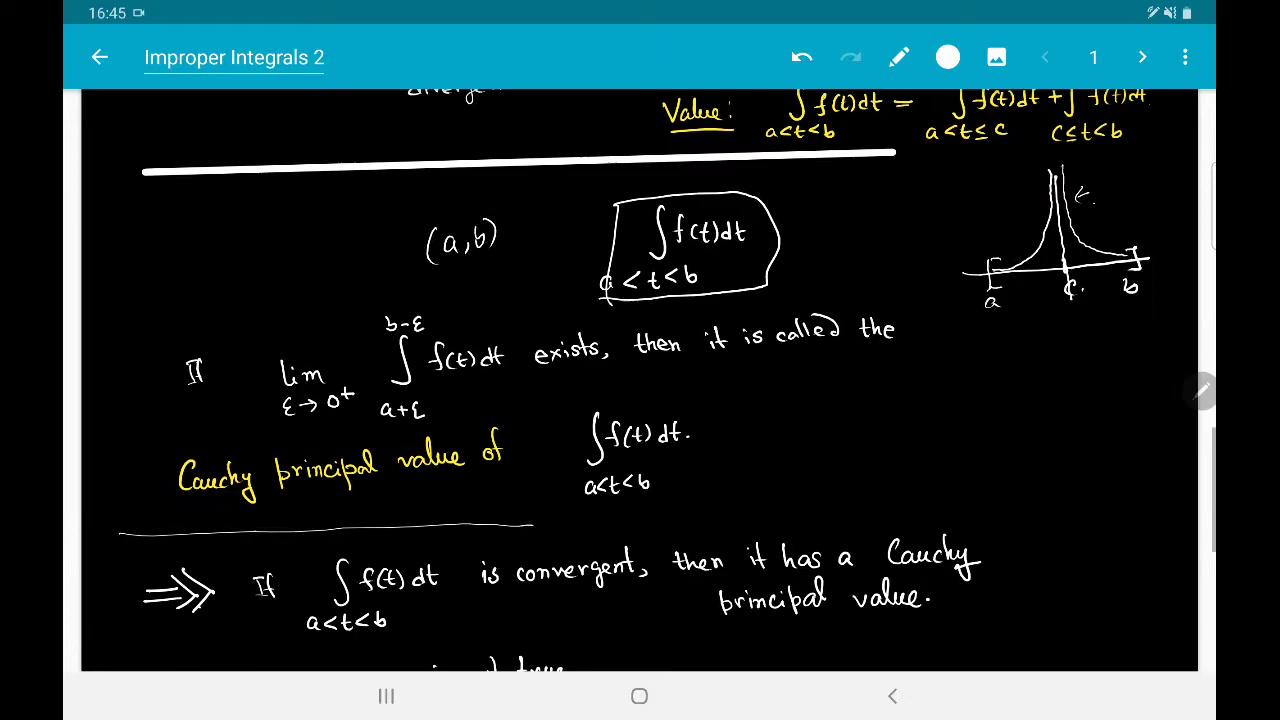 16:45
Improper Integrals 2
1
Value: ∫ f(t)dt = ∫ f(t)dt + ∫ f(t)dt
a<t<b a<t≤c c≤t<b
(a,b) ∫ f(t)dt
a<t<b
a c b
If lim ε→0+ ∫_{a+ε}^{b-ε} f(t)dt exists, then it is called the
Cauchy principal value of ∫ f(t)dt.
a<t<b
If ∫ f(t)dt is convergent, then it has a Cauchy
a<t<b
principal value.